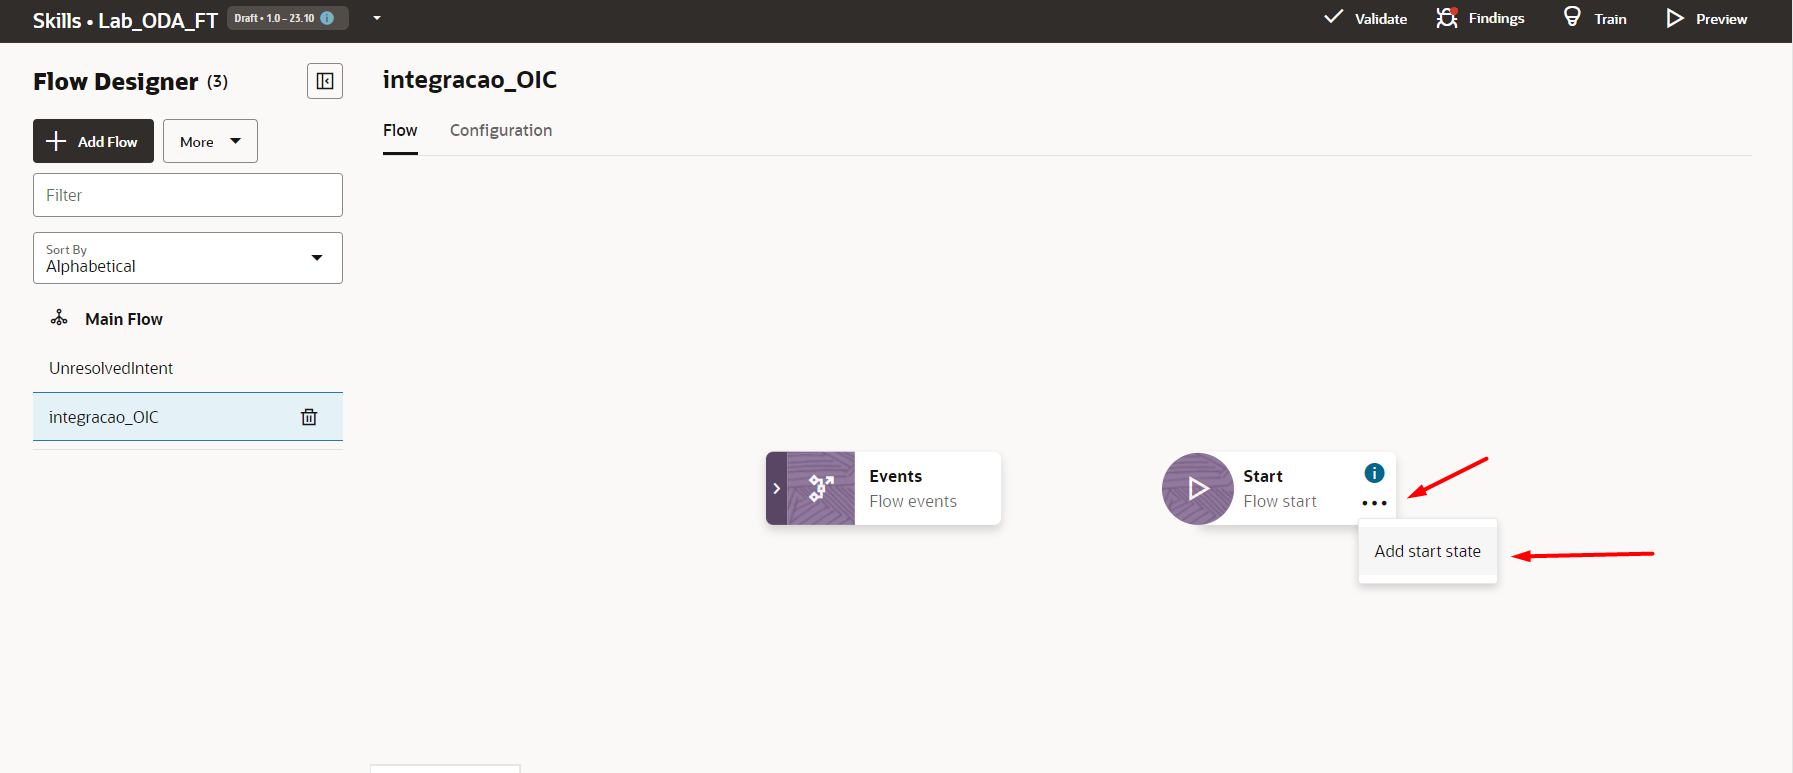 Skills • Lab_ODA_FT
Draft • 1.0 – 23.10
Validate
Findings
Train
Preview
Flow Designer (3)
Add Flow
More
Filter
Sort By
Alphabetical
Main Flow
UnresolvedIntent
integracao_OIC
integracao_OIC
Flow
Configuration
Events
Flow events
Start
Flow start
Add start state